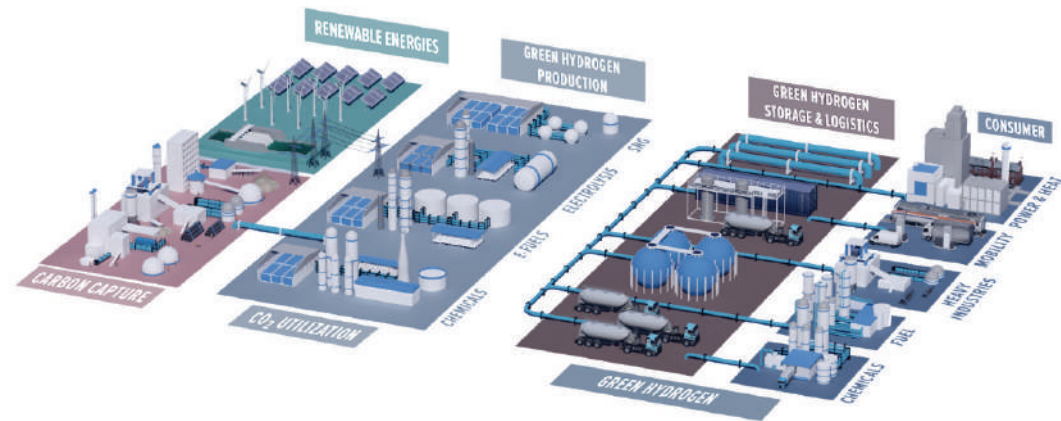 RENEWABLE ENERGIES
GREEN HYDROGEN
PRODUCTION
GREEN HYDROGEN
STORAGE & LOGISTICS
CONSUMER
SNG
ELECTROLYSIS
E-FUELS
CHEMICALS
POWER & HEAT
MOBILITY
HEAVY
INDUSTRIES
FUEL
CHEMICALS
CARBON CAPTURE
CO₂ UTILIZATION
GREEN HYDROGEN